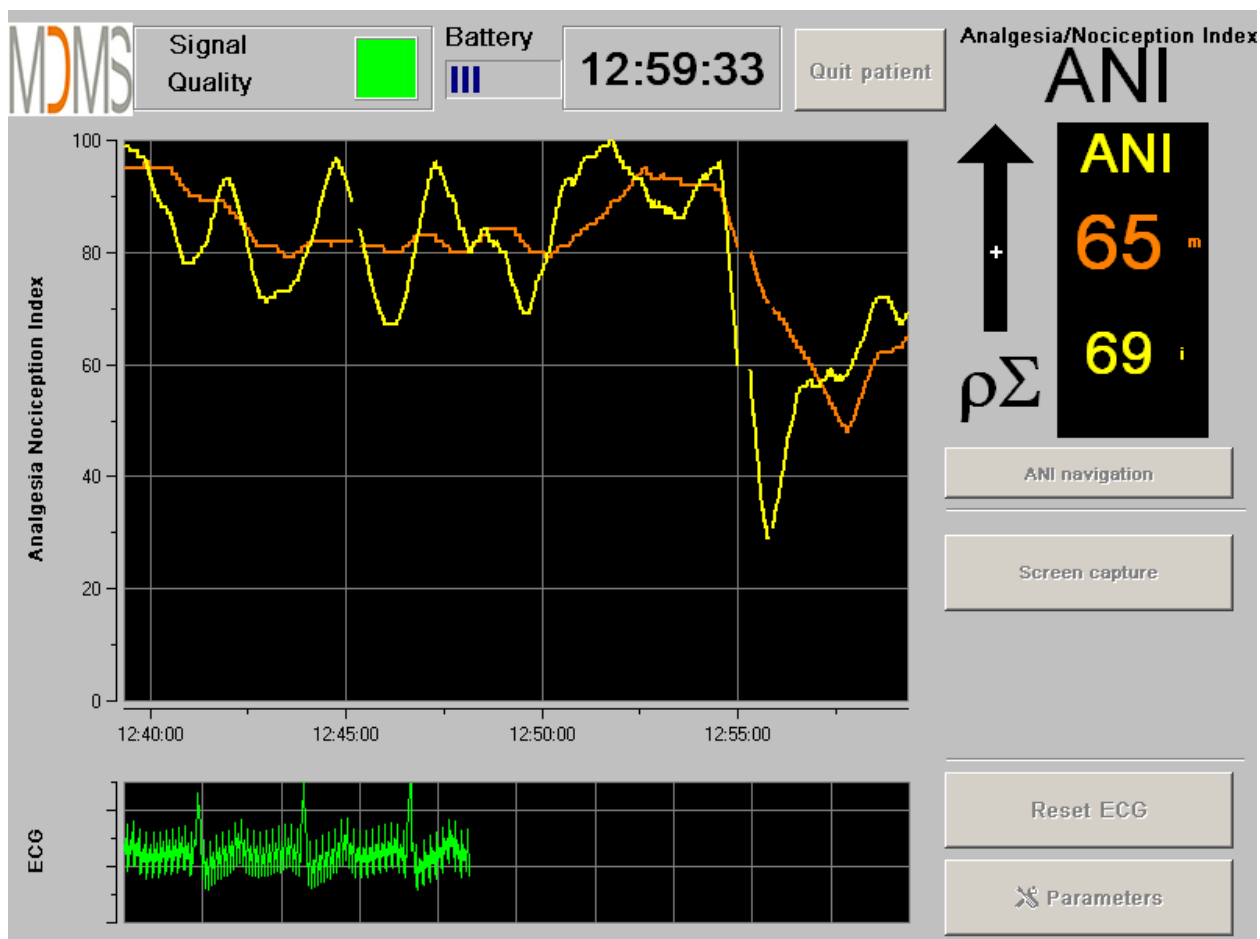 MDMS
Signal
Quality
Battery
12:59:33
Quit patient
Analgesia/Nociception Index
ANI
ANI
65 m
69 i
+
ρΣ
ANI navigation
Screen capture
Reset ECG
Parameters
Analgesia Nociception Index
100
80
60
40
20
0
12:40:00
12:45:00
12:50:00
12:55:00
ECG